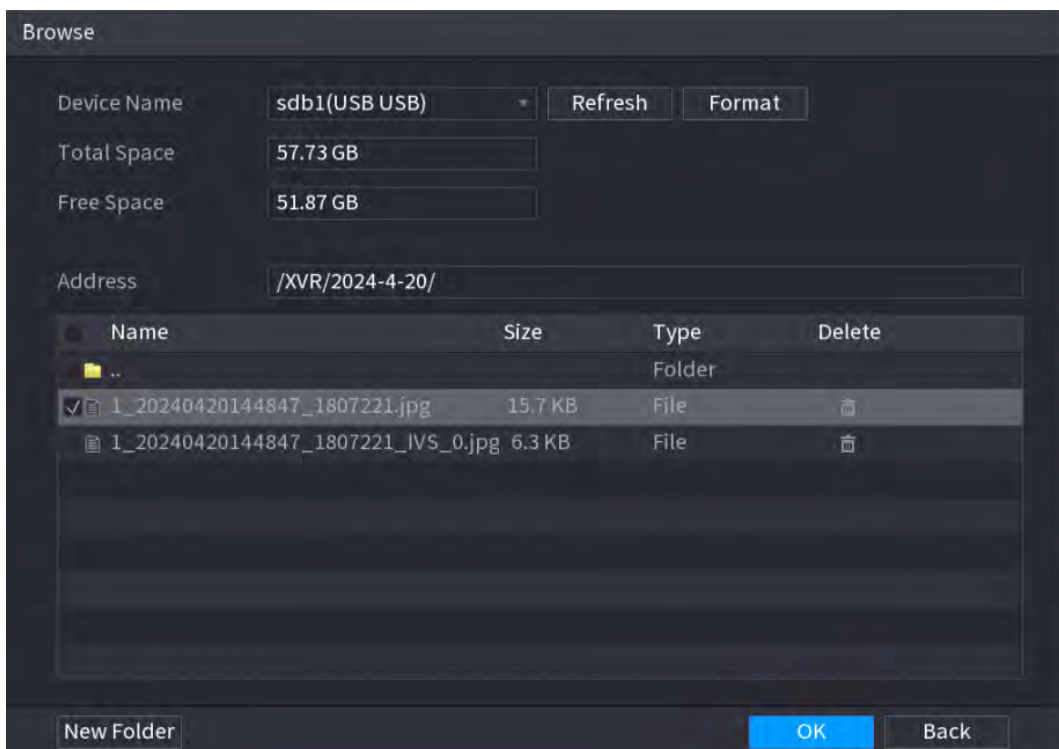 Browse
Device Name sdb1(USB USB) Refresh Format
Total Space 57.73 GB
Free Space 51.87 GB
Address /XVR/2024-4-20/
Name Size Type Delete
.. Folder
1_20240420144847_1807221.jpg 15.7 KB File
1_20240420144847_1807221_IVS_0.jpg 6.3 KB File
New Folder OK Back